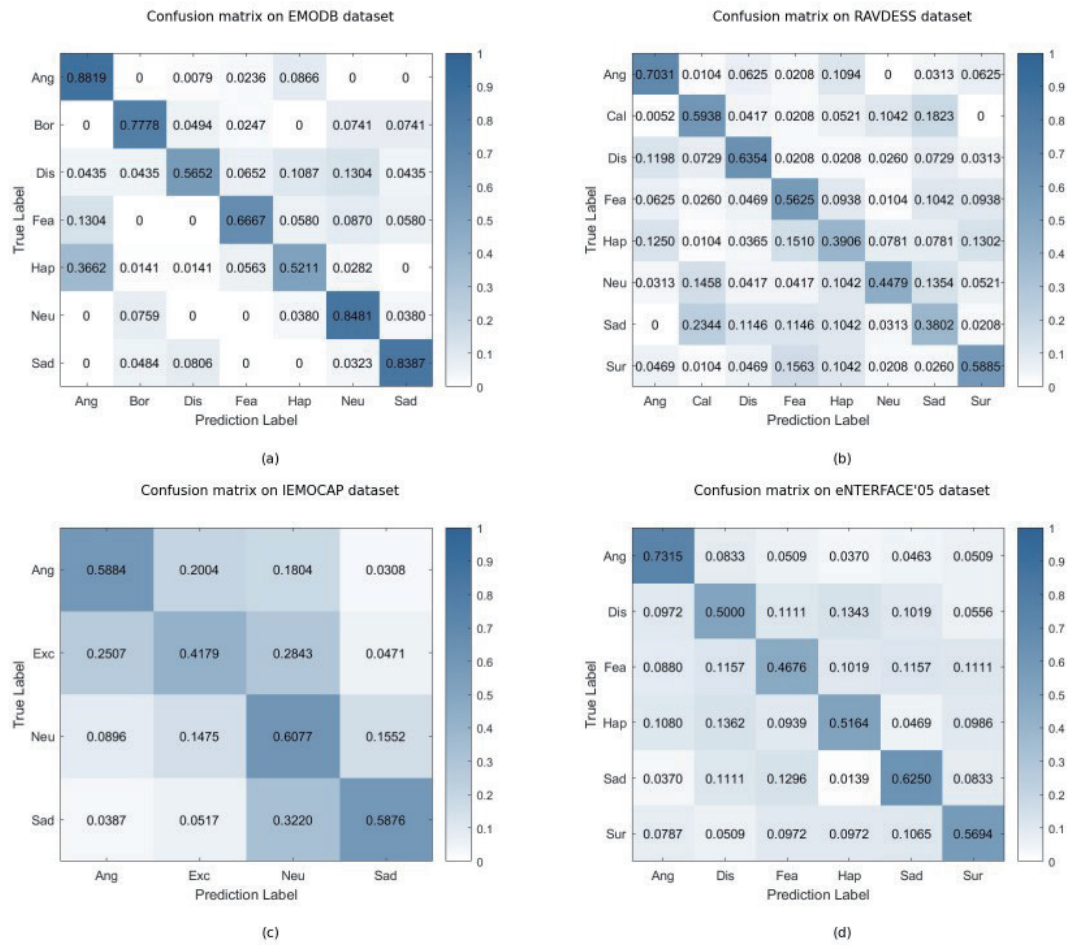 Confusion matrix on EMODB dataset
Ang 0.8819 0 0.0079 0.0236 0.0866 0 0
Bor 0 0.7778 0.0494 0.0247 0 0.0741 0.0741
Dis 0.0435 0.0435 0.5652 0.0652 0.1087 0.1304 0.0435
Fea 0.1304 0 0 0.6667 0.0580 0.0870 0.0580
Hap 0.3662 0.0141 0.0141 0.0563 0.5211 0.0282 0
Neu 0 0.0759 0 0 0.0380 0.8481 0.0380
Sad 0 0.0484 0.0806 0 0 0.0323 0.8387
Ang Bor Dis Fea Hap Neu Sad
Prediction Label
True Label
1
0.9
0.8
0.7
0.6
0.5
0.4
0.3
0.2
0.1
0
(a)
Confusion matrix on RAVDESS dataset
Ang 0.7031 0.0104 0.0625 0.0208 0.1094 0 0.0313 0.0625
Cal 0.0052 0.5938 0.0417 0.0208 0.0521 0.1042 0.1823 0
Dis 0.1198 0.0729 0.6354 0.0208 0.0208 0.0260 0.0729 0.0313
Fea 0.0625 0.0260 0.0469 0.5625 0.0938 0.0104 0.1042 0.0938
Hap 0.1250 0.0104 0.0365 0.1510 0.3906 0.0781 0.0781 0.1302
Neu 0.0313 0.1458 0.0417 0.0417 0.1042 0.4479 0.1354 0.0521
Sad 0 0.2344 0.1146 0.1146 0.1042 0.0313 0.3802 0.0208
Sur 0.0469 0.0104 0.0469 0.1563 0.1042 0.0208 0.0260 0.5885
Ang Cal Dis Fea Hap Neu Sad Sur
Prediction Label
True Label
1
0.9
0.8
0.7
0.6
0.5
0.4
0.3
0.2
0.1
0
(b)
Confusion matrix on IEMOCAP dataset
Ang 0.5884 0.2004 0.1804 0.0308
Exc 0.2507 0.4179 0.2843 0.0471
Neu 0.0896 0.1475 0.6077 0.1552
Sad 0.0387 0.0517 0.3220 0.5876
Ang Exc Neu Sad
Prediction Label
True Label
1
0.9
0.8
0.7
0.6
0.5
0.4
0.3
0.2
0.1
0
(c)
Confusion matrix on eNTERFACE'05 dataset
Ang 0.7315 0.0833 0.0509 0.0370 0.0463 0.0509
Dis 0.0972 0.5000 0.1111 0.1343 0.1019 0.0556
Fea 0.0880 0.1157 0.4676 0.1019 0.1157 0.1111
Hap 0.1080 0.1362 0.0939 0.5164 0.0469 0.0986
Sad 0.0370 0.1111 0.1296 0.0139 0.6250 0.0833
Sur 0.0787 0.0509 0.0972 0.0972 0.1065 0.5694
Ang Dis Fea Hap Sad Sur
Prediction Label
True Label
1
0.9
0.8
0.7
0.6
0.5
0.4
0.3
0.2
0.1
0
(d)